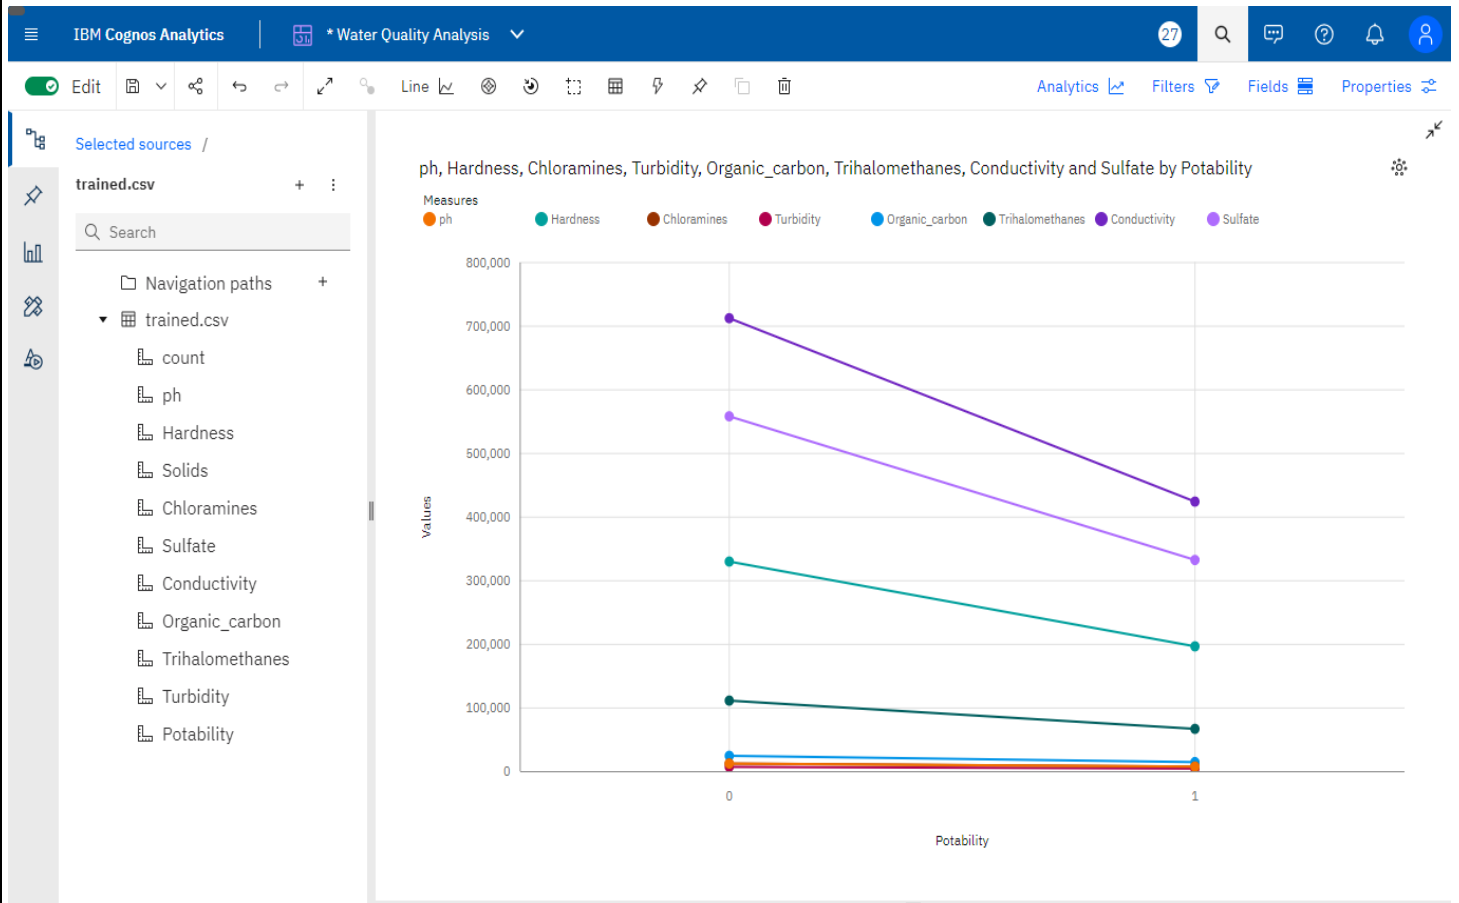 IBM Cognos Analytics
* Water Quality Analysis
27
Edit
Line
Analytics
Filters
Fields
Properties
Selected sources /
trained.csv
Search
Navigation paths
trained.csv
count
ph
Hardness
Solids
Chloramines
Sulfate
Conductivity
Organic_carbon
Trihalomethanes
Turbidity
Potability
ph, Hardness, Chloramines, Turbidity, Organic_carbon, Trihalomethanes, Conductivity and Sulfate by Potability
Measures
ph Hardness Chloramines Turbidity Organic_carbon Trihalomethanes Conductivity Sulfate
800,000
700,000
600,000
500,000
400,000
300,000
200,000
100,000
0
Values
0 1
Potability